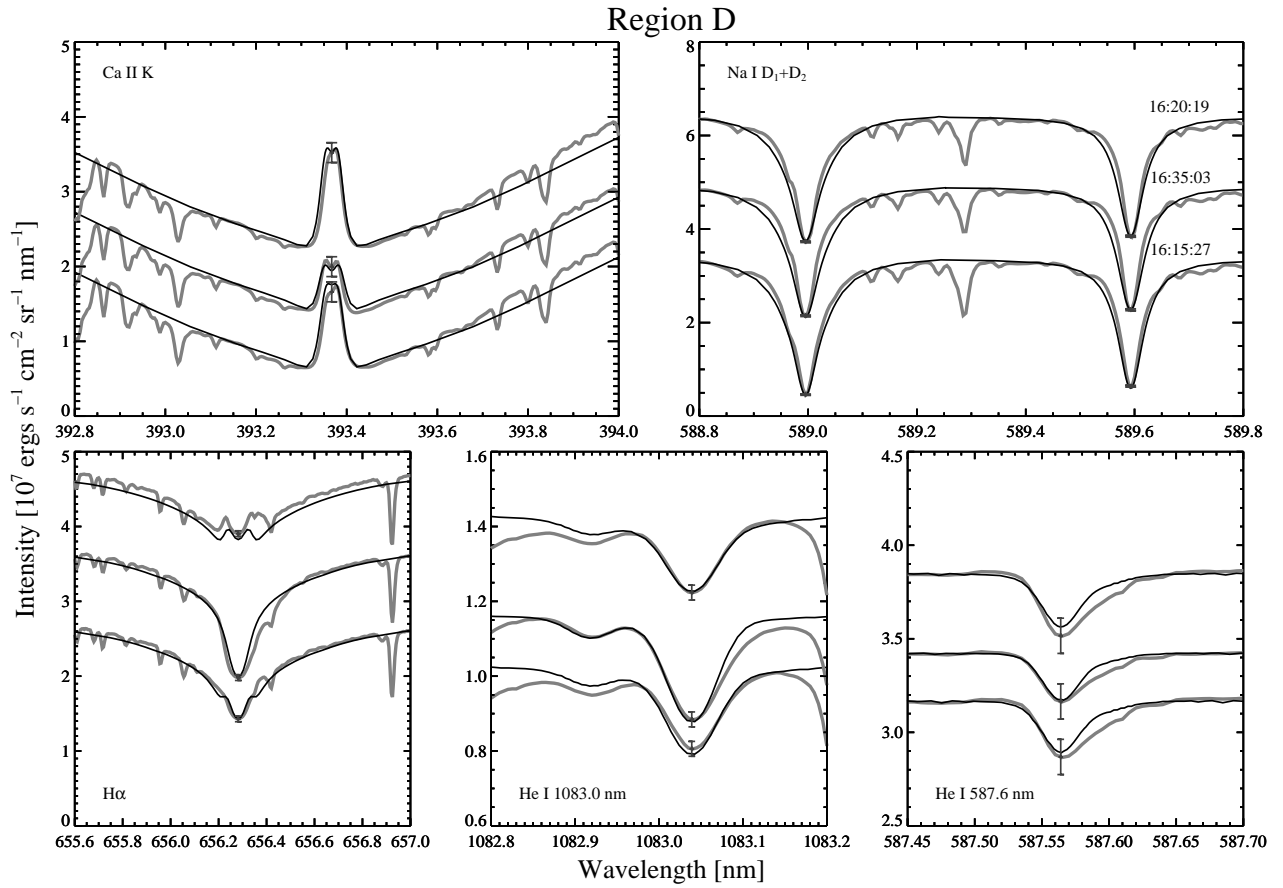 Region D
Intensity [10⁷ ergs s⁻¹ cm⁻² sr⁻¹ nm⁻¹]
Ca II K
5
4
3
2
1
0
392.8 393.0 393.2 393.4 393.6 393.8 394.0
Na I D₁+D₂
16:20:19
16:35:03
16:15:27
8
6
4
2
0
588.8 589.0 589.2 589.4 589.6 589.8
Hα
5
4
3
2
1
0
655.6 656.0 656.2 656.4 656.6 656.8 657.0
He I 1083.0 nm
1.6
1.4
1.2
1.0
0.8
0.6
1082.8 1082.9 1083.0 1083.1 1083.2
He I 587.6 nm
4.5
4.0
3.5
3.0
2.5
587.45 587.50 587.55 587.60 587.65 587.70
Wavelength [nm]